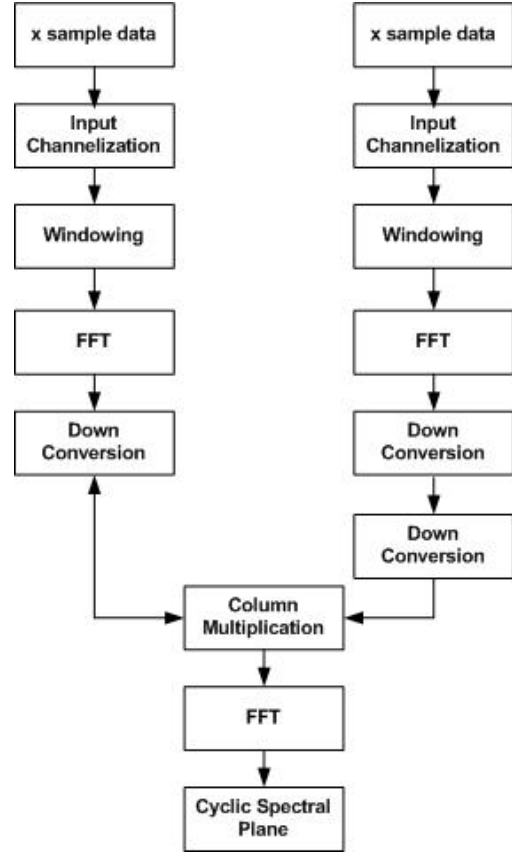 x sample data
Input
Channelization
Windowing
FFT
Down
Conversion
x sample data
Input
Channelization
Windowing
FFT
Down
Conversion
Down
Conversion
Column
Multiplication
FFT
Cyclic Spectral
Plane